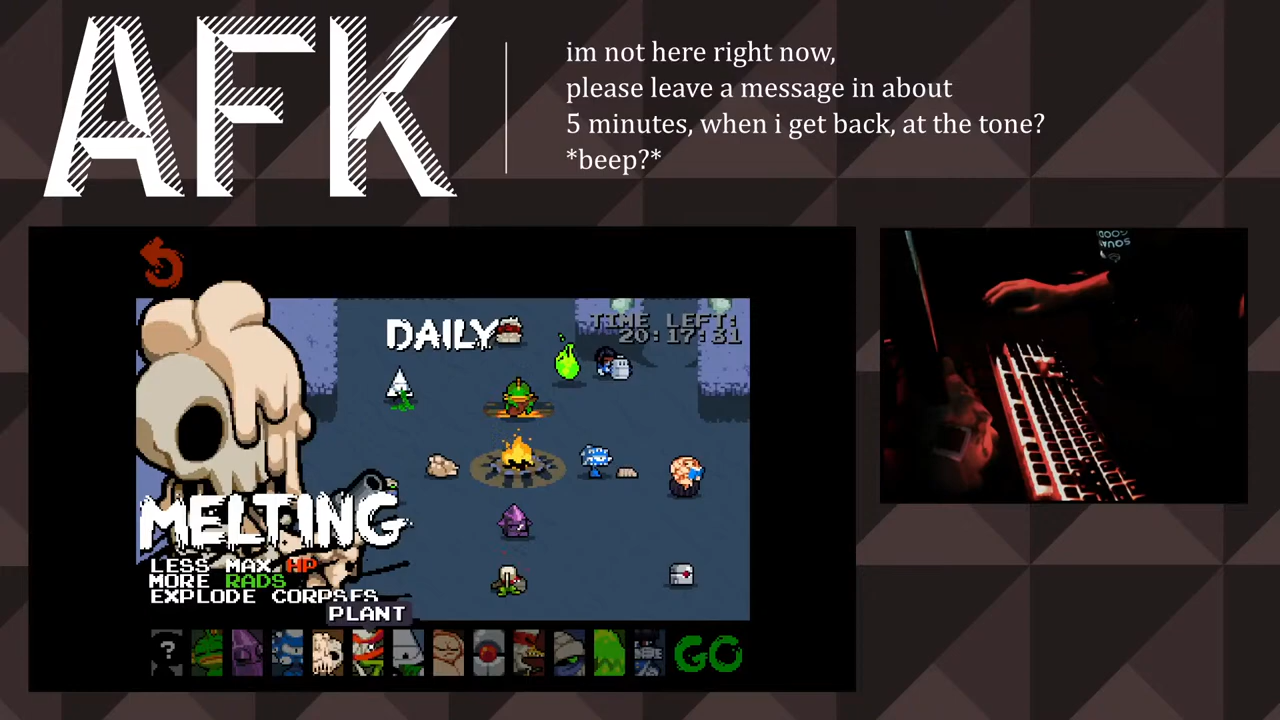 AFK
im not here right now,
please leave a message in about
5 minutes, when i get back, at the tone?
*beep?*
DAILY
TIME LEFT:
20:17:31
MELTING
LESS MAX HP
MORE RADS
EXPLODE CORPSES
PLANT
?
GO